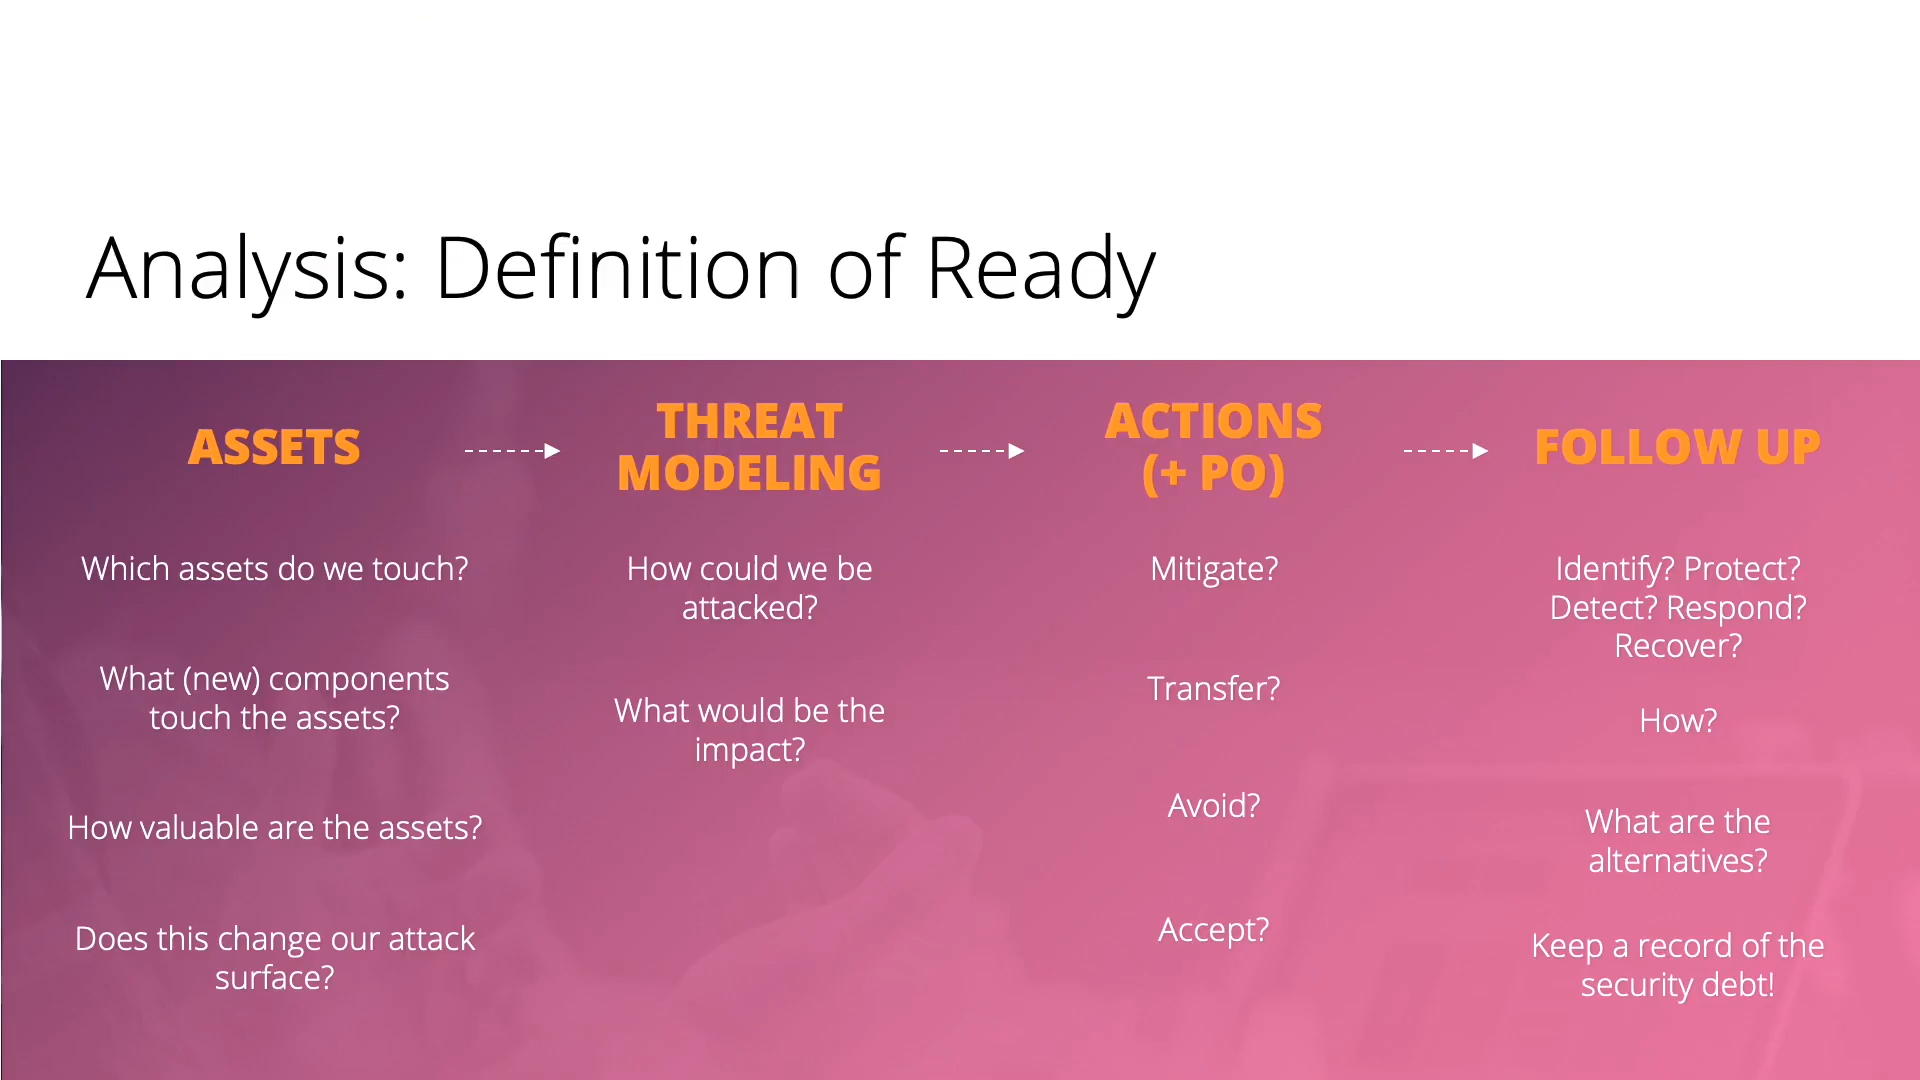 Analysis: Definition of Ready
ASSETS
Which assets do we touch?
What (new) components
touch the assets?
How valuable are the assets?
Does this change our attack
surface?
THREAT
MODELING
How could we be
attacked?
What would be the
impact?
ACTIONS
(+ PO)
Mitigate?
Transfer?
Avoid?
Accept?
FOLLOW UP
Identify? Protect?
Detect? Respond?
Recover?
How?
What are the
alternatives?
Keep a record of the
security debt!